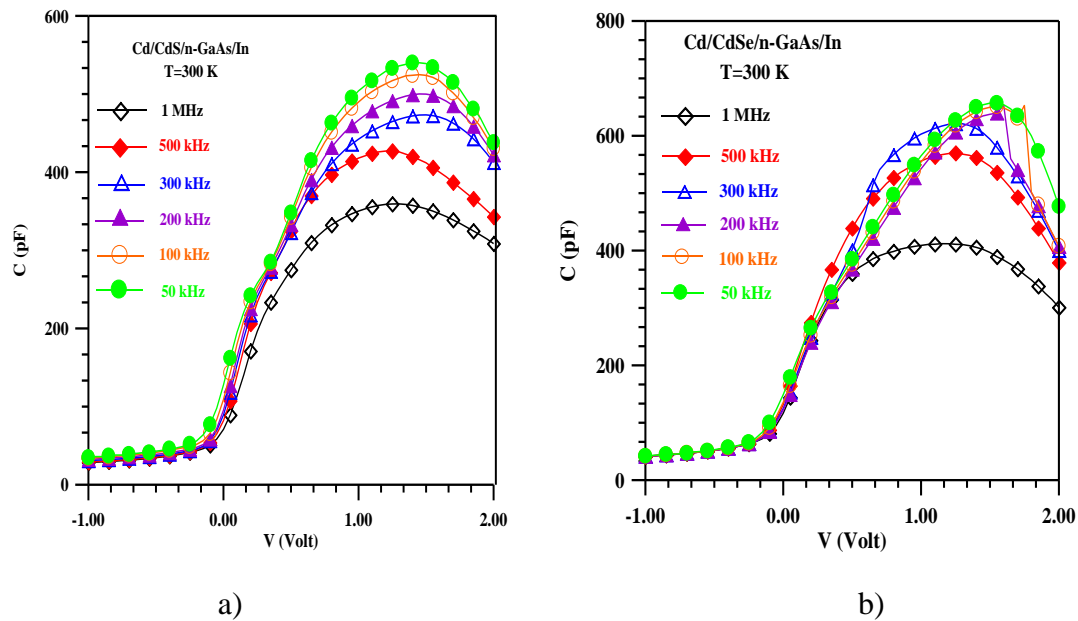 600
400
200
0
C (pF)
Cd/CdS/n-GaAs/In
T=300 K
1 MHz
500 kHz
300 kHz
200 kHz
100 kHz
50 kHz
-1.00
0.00
1.00
2.00
V (Volt)
a)
800
600
400
200
0
C (pF)
Cd/CdSe/n-GaAs/In
T=300 K
1 MHz
500 kHz
300 kHz
200 kHz
100 kHz
50 kHz
-1.00
0.00
1.00
2.00
V (Volt)
b)